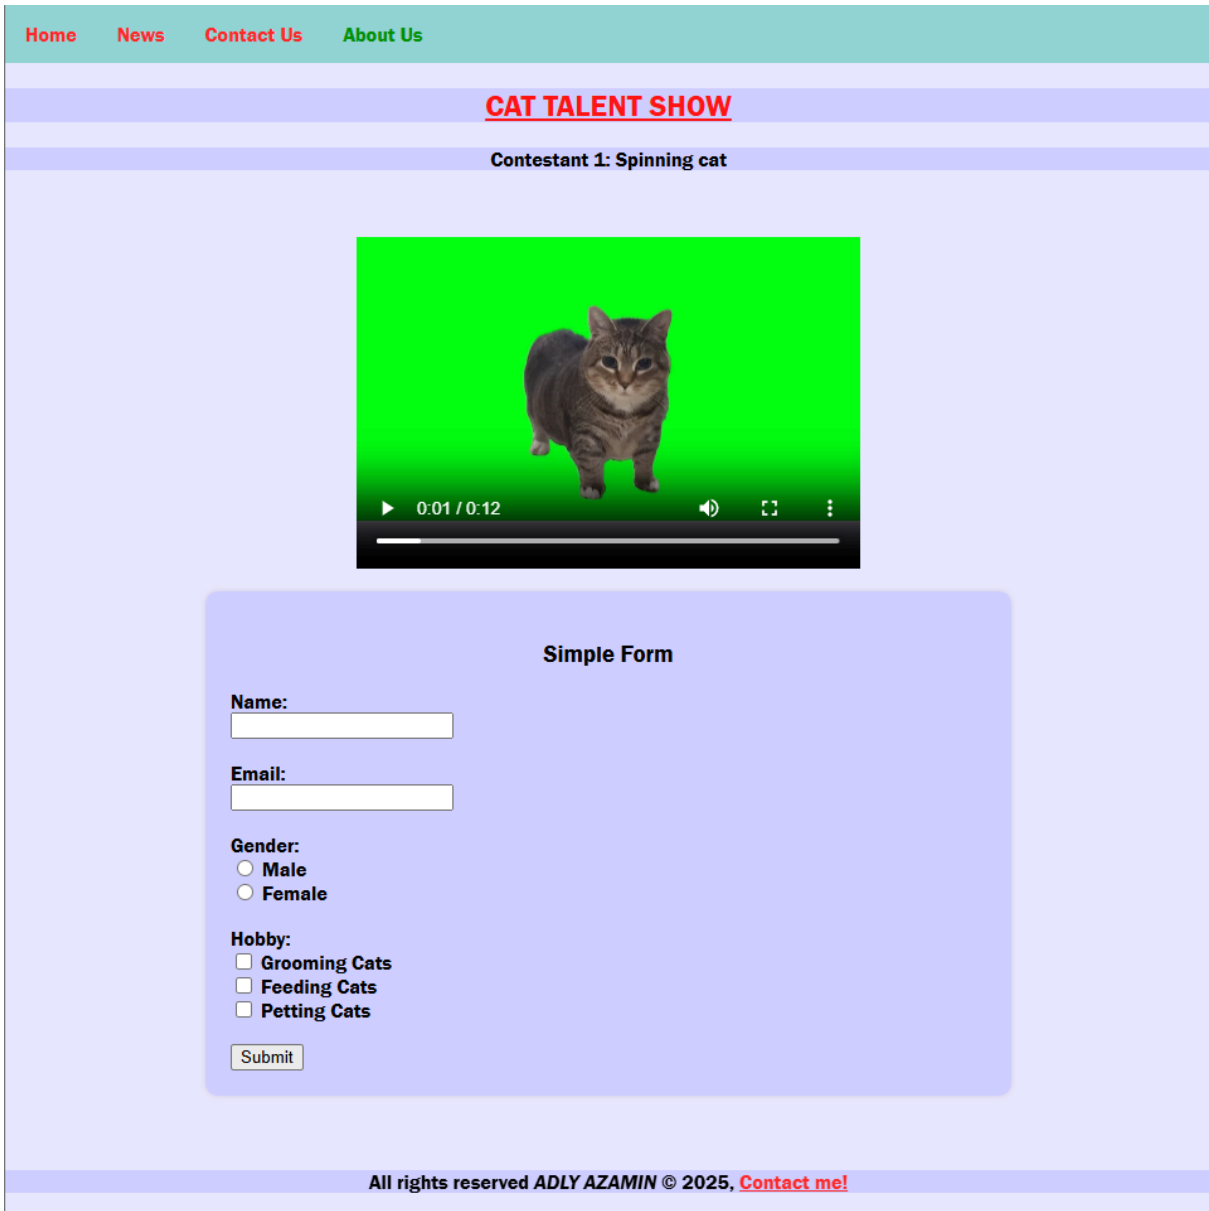 Home News Contact Us About Us
CAT TALENT SHOW
Contestant 1: Spinning cat
0:01 / 0:12
Simple Form
Name:
Email:
Gender:
Male
Female
Hobby:
Grooming Cats
Feeding Cats
Petting Cats
Submit
All rights reserved ADLY AZAMIN © 2025, Contact me!